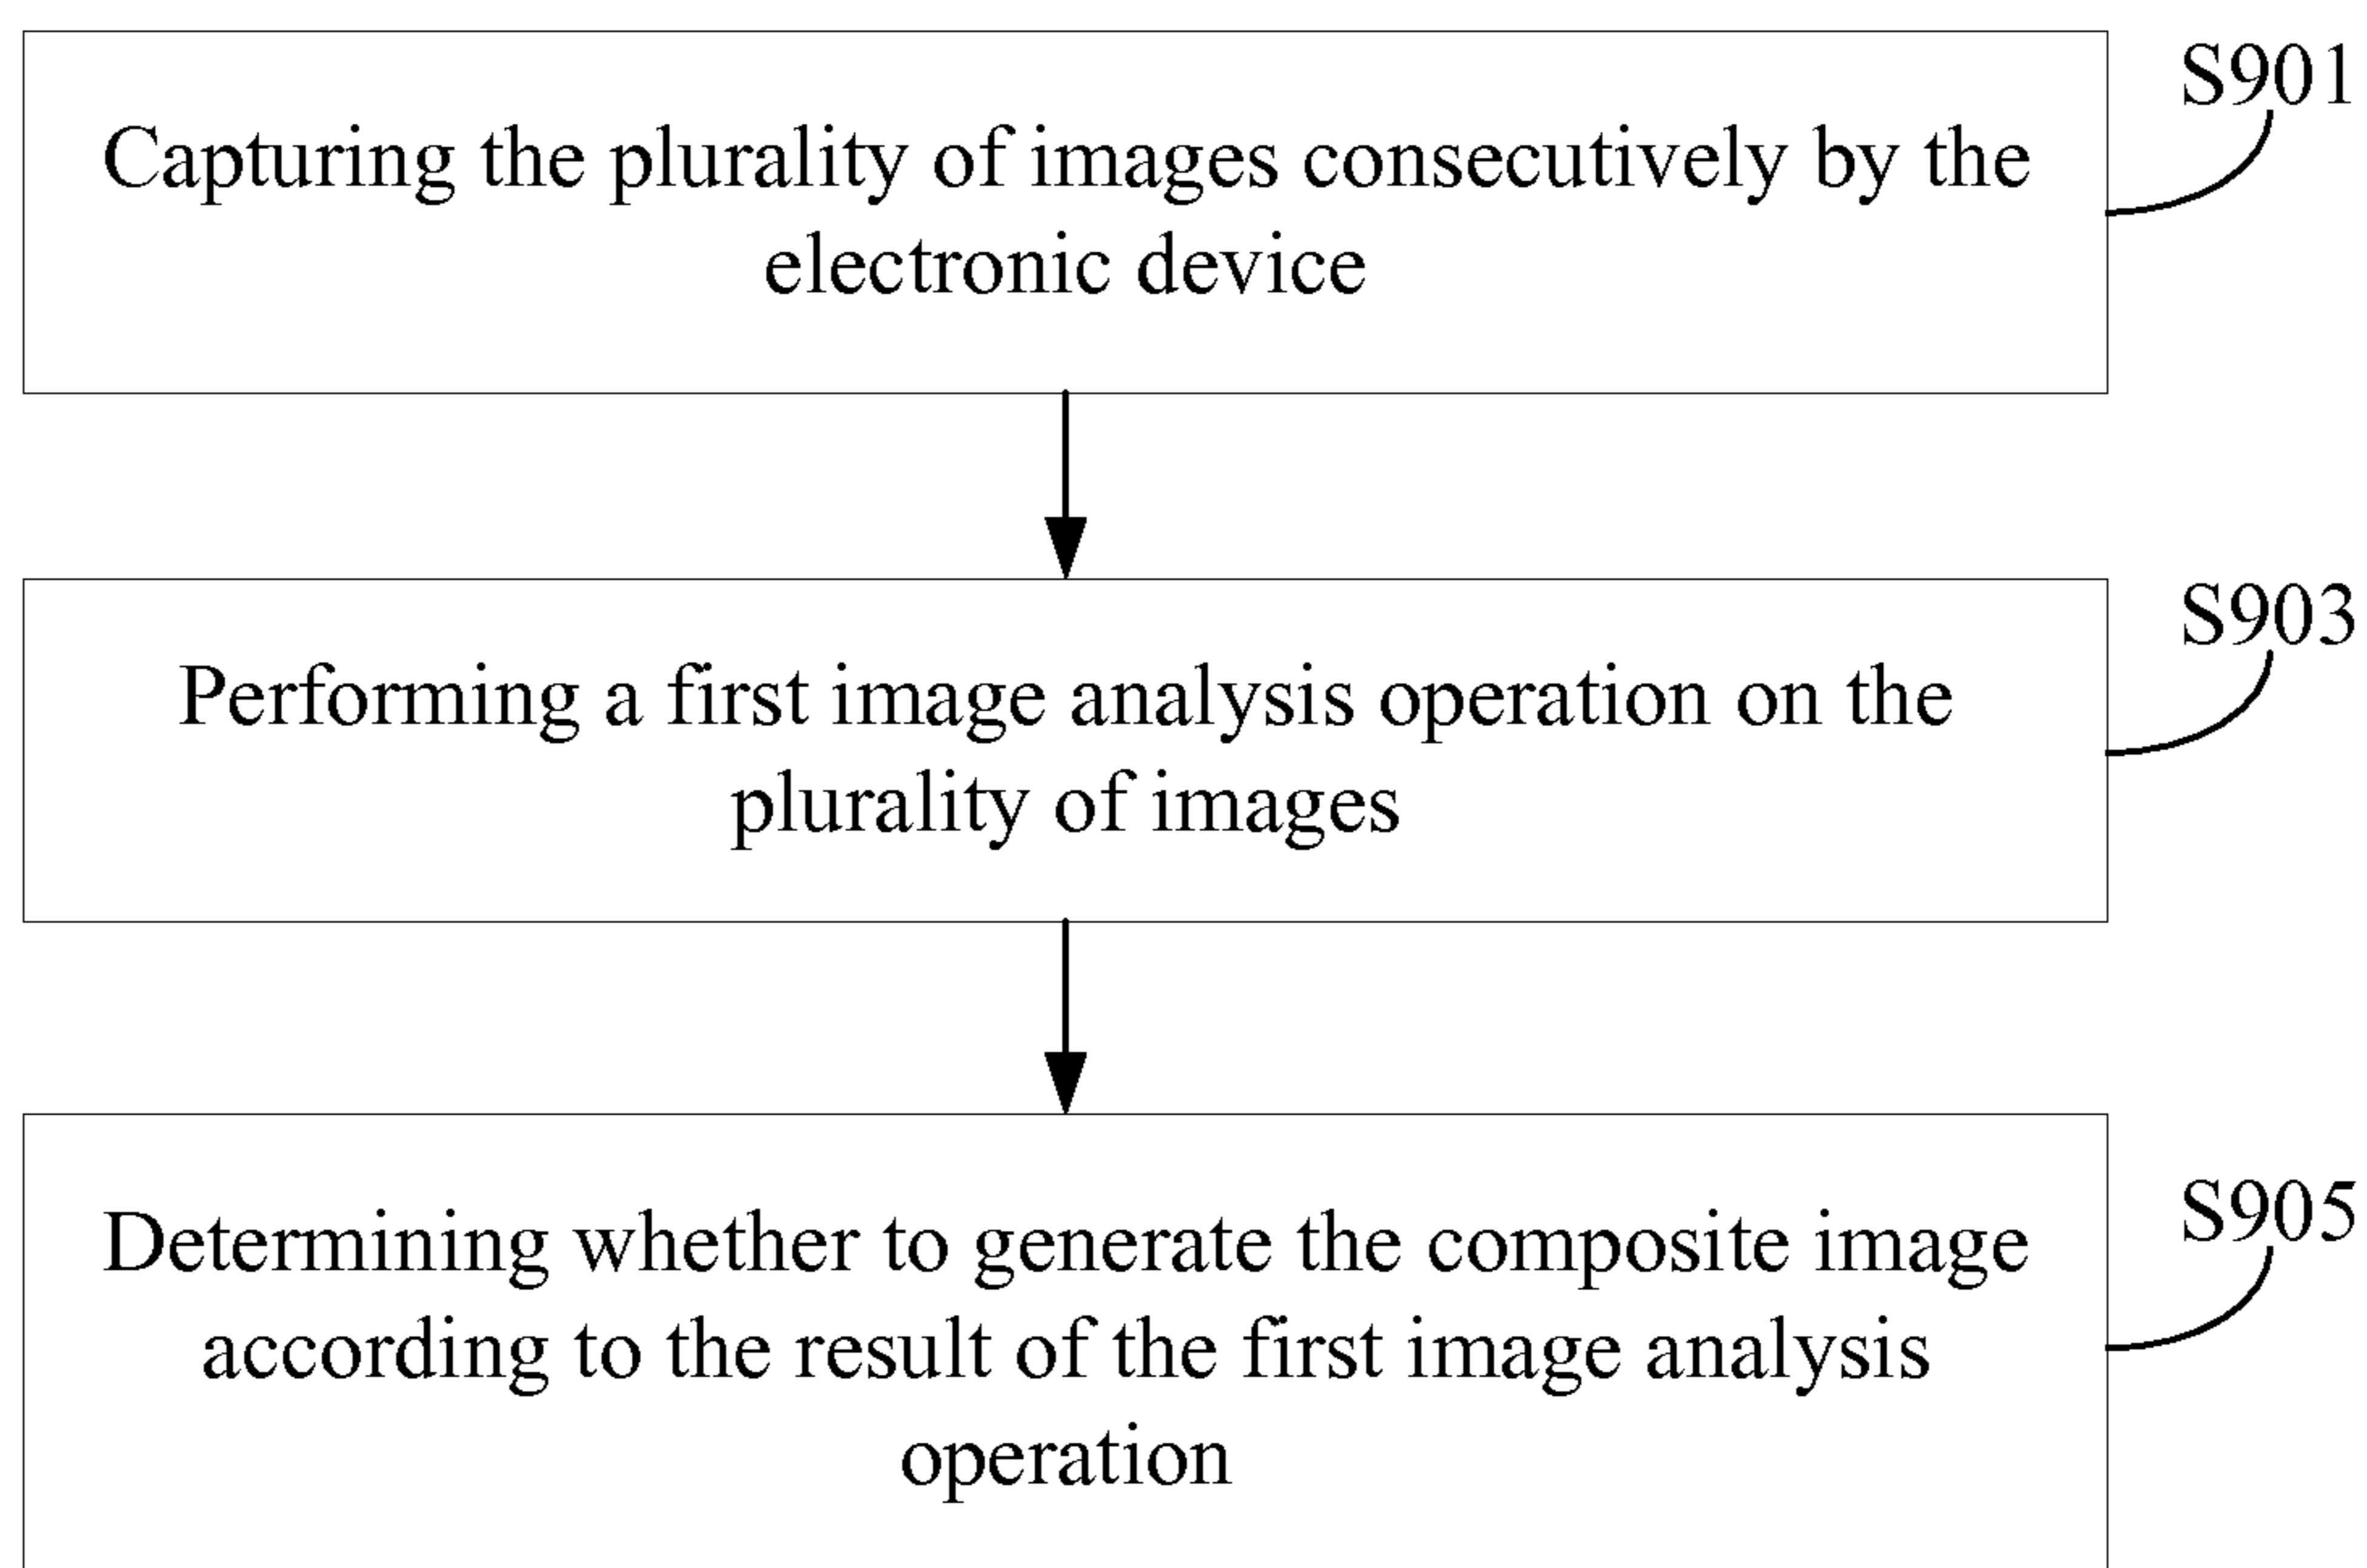 S901
Capturing the plurality of images consecutively by the
electronic device
S903
Performing a first image analysis operation on the
plurality of images
S905
Determining whether to generate the composite image
according to the result of the first image analysis
operation